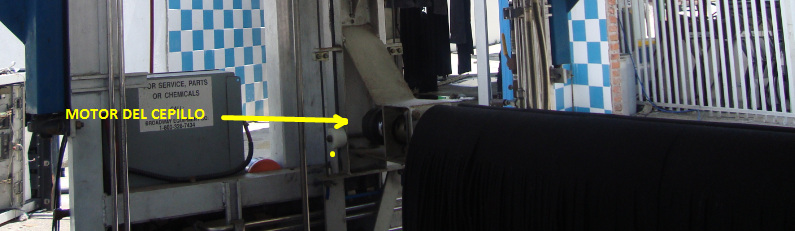 FOR SERVICE, PARTS
OR CHEMICALS
MOTOR DEL CEPILLO